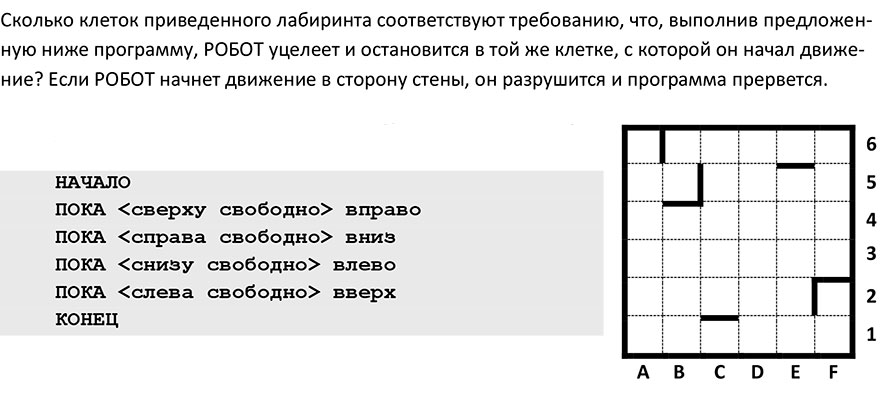 Сколько клеток приведенного лабиринта соответствуют требованию, что, выполнив предложен-
ную ниже программу, РОБОТ уцелеет и остановится в той же клетке, с которой он начал движе-
ние? Если РОБОТ начнет движение в сторону стены, он разрушится и программа прервется.
НАЧАЛО
ПОКА <сверху свободно> вправо
ПОКА <справа свободно> вниз
ПОКА <снизу свободно> влево
ПОКА <слева свободно> вверх
КОНЕЦ
6
5
4
3
2
1
A B C D E F